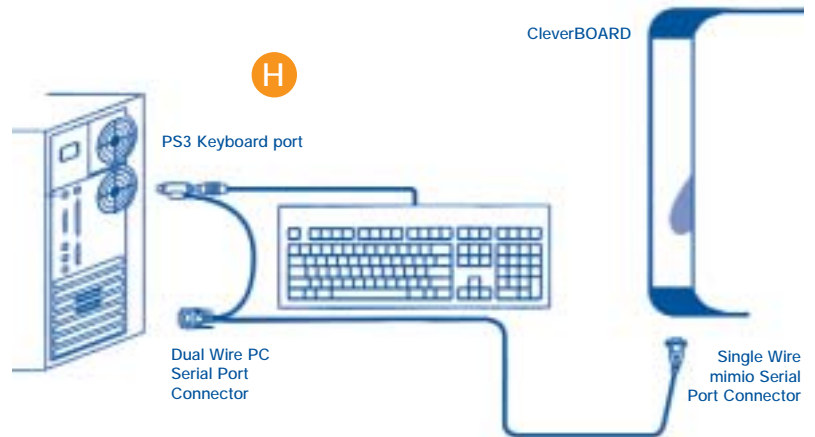 CleverBOARD
H
PS3 Keyboard port
Dual Wire PC
Serial Port
Connector
Single Wire
mimio Serial
Port Connector